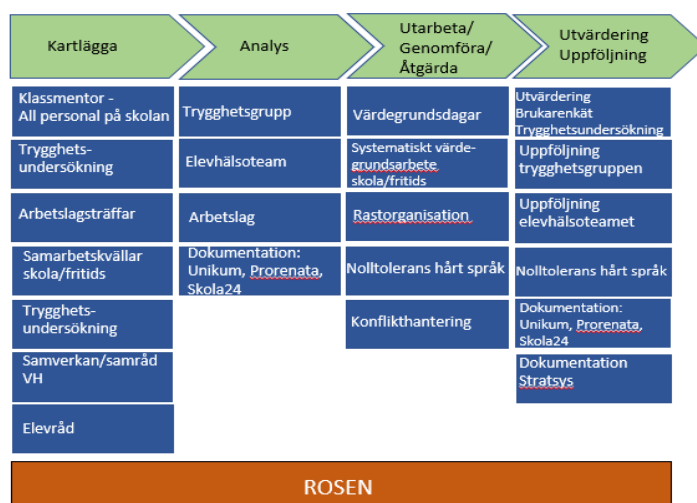 Kartlägga
Analys
Utarbeta/
Genomföra/
Åtgärda
Utvärdering
Uppföljning
Klassmentor -
All personal på skolan
Trygghets-
undersökning
Arbetslagsträffar
Samarbetskvällar
skola/fritids
Trygghets-
undersökning
Samverkan/samråd
VH
Elevråd
Trygghetsgrupp
Elevhälsoteam
Arbetslag
Dokumentation:
Unikum, Prorenata,
Skola24
Värdegrundsdagar
Systematiskt värde-
grundsarbete
skola/fritids
Rastorganisation
Nolltolerans hårt språk
Konflikthantering
Utvärdering
Brukarenkät
Trygghetsundersökning
Uppföljning
trygghetsgruppen
Uppföljning
elevhälsoteamet
Nolltolerans hårt språk
Dokumentation:
Unikum, Prorenata,
Skola24
Dokumentation
Stratsys
ROSEN